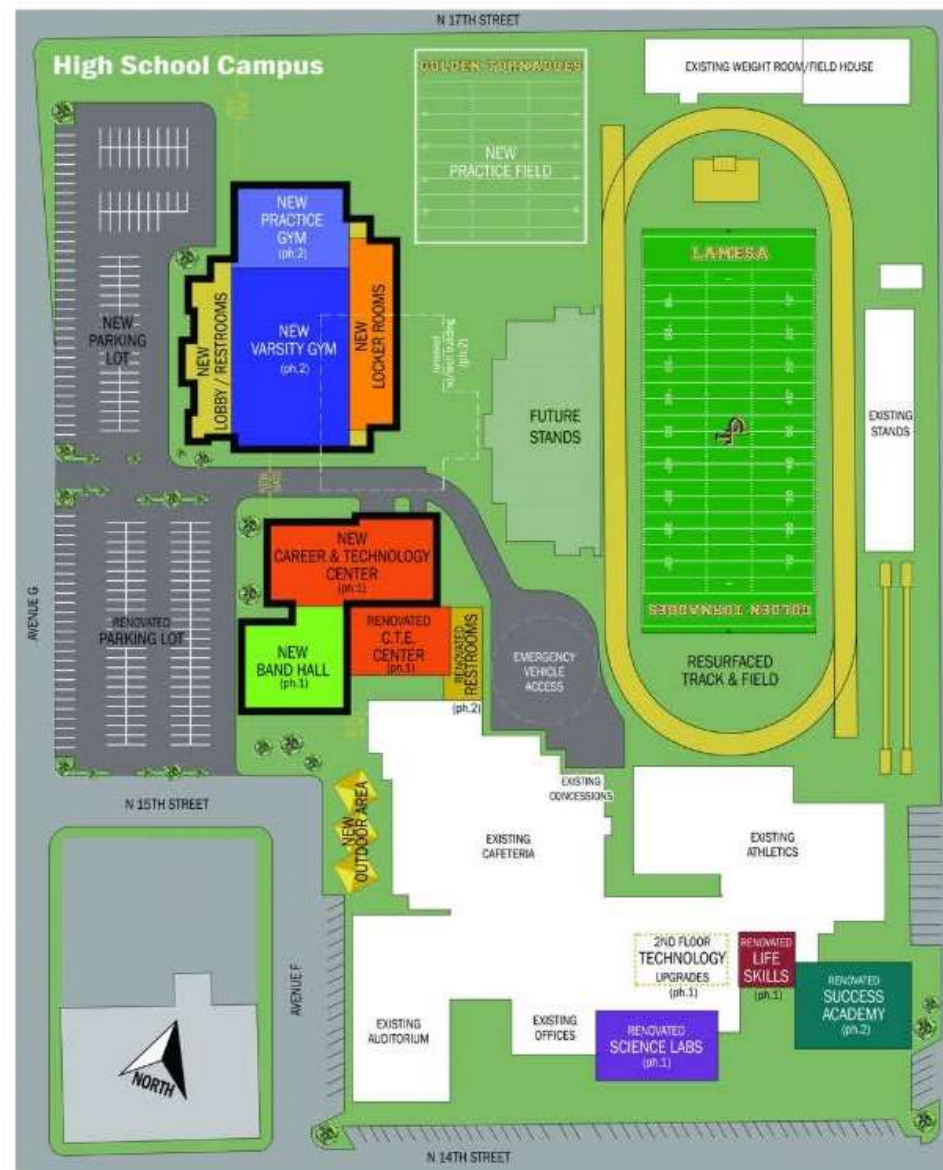 N 17TH STREET
High School Campus
GOLDEN TORNADOES
EXISTING WEIGHT ROOM/FIELD HOUSE
NEW
PRACTICE FIELD
NEW
PRACTICE
GYM
(ph.2)
LAMESA
NEW
PARKING
LOT
NEW
LOBBY / RESTROOMS
NEW
VARSITY GYM
(ph.2)
NEW
LOCKER ROOMS
(ph.2)
FUTURE
STANDS
EXISTING
STANDS
NEW
CAREER & TECHNOLOGY
CENTER
(ph.1)
AVENUE G
RENOVATED
PARKING LOT
NEW
BAND HALL
(ph.1)
RENOVATED
C.T.E.
CENTER
(ph.1)
RENOVATED
RESTROOMS
(ph.2)
EMERGENCY
VEHICLE
ACCESS
GOLDEN TORNADOES
RESURFACED
TRACK & FIELD
N 15TH STREET
NEW
OUTDOOR AREA
EXISTING
CONCESSIONS
EXISTING
CAFETERIA
EXISTING
ATHLETICS
AVENUE F
2ND FLOOR
TECHNOLOGY
UPGRADES
(ph.1)
RENOVATED
LIFE
SKILLS
(ph.1)
RENOVATED
SUCCESS
ACADEMY
(ph.2)
EXISTING
AUDITORIUM
EXISTING
OFFICES
RENOVATED
SCIENCE LABS
(ph.1)
NORTH
N 14TH STREET